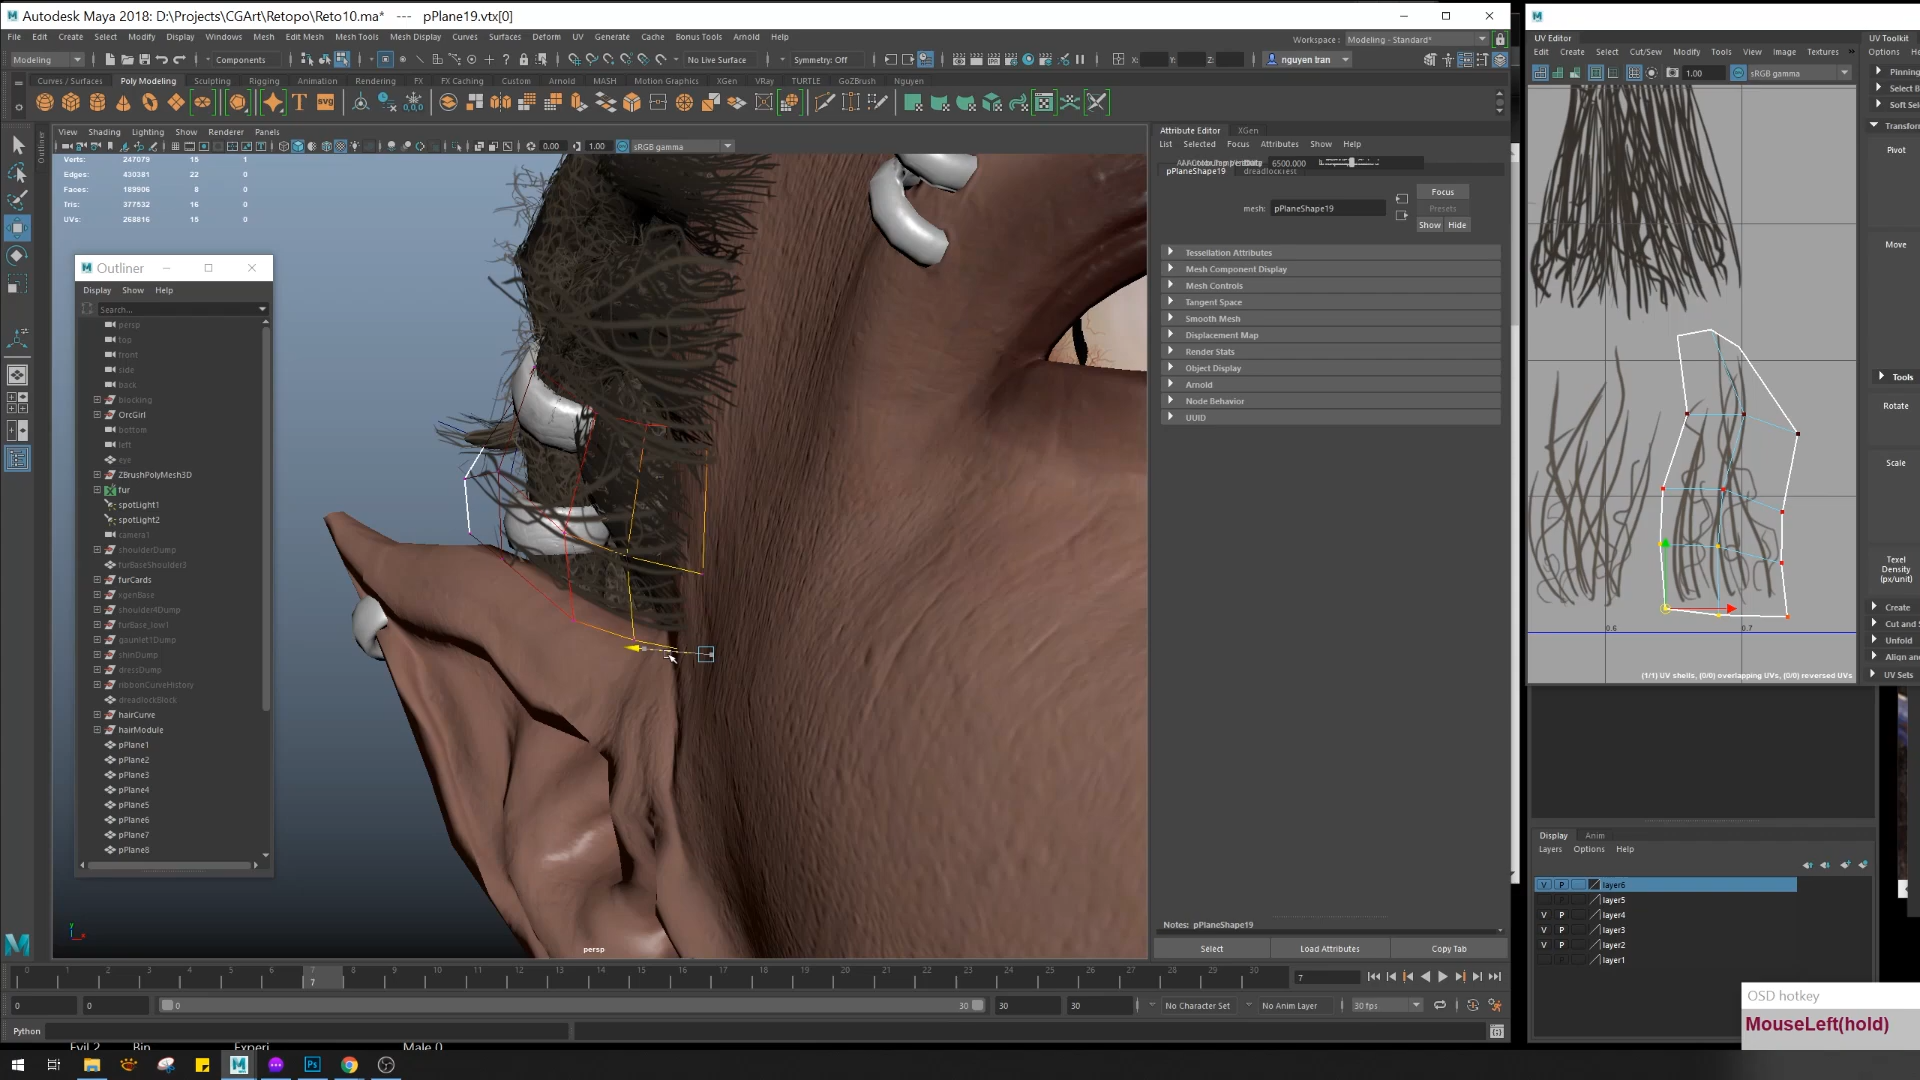 Autodesk Maya 2018: D:\Projects\CGArt\Retopo\Reto10.ma* --- pPlane19.vtx[0]
File Edit Create Select Modify Display Windows Mesh Edit Mesh Mesh Tools Mesh Display Curves Surfaces Deform UV Generate Cache Bonus Tools Arnold Help
Workspace: Modeling - Standard*
Modeling Components No Live Surface Symmetry: Off X: Y: Z: nguyen tran
Curves / Surfaces Poly Modeling Sculpting Rigging Animation Rendering FX FX Caching Custom Arnold MASH Motion Graphics XGen VRay TURTLE GoZBrush Nguyen
View Shading Lighting Show Renderer Panels
0.00 1.00 sRGB gamma
Verts: 247079 15 1
Edges: 430381 22 0
Faces: 189906 8 0
Tris: 377532 16 0
UVs: 268816 15 0
Outliner
Display Show Help
Search...
persp
top
front
side
back
blocking
OrcGirl
bottom
left
eye
ZBrushPolyMesh3D
fur
spotLight1
spotLight2
camera1
shoulderDump
furBaseShoulder3
furCards
xgenBase
shoulder4Dump
furBase_low1
gaunlet1Dump
shinDump
dressDump
ribbonCurveHistory
dreadlockBlock
hairCurve
hairModule
pPlane1
pPlane2
pPlane3
pPlane4
pPlane5
pPlane6
pPlane7
pPlane8
persp
Attribute Editor XGen
List Selected Focus Attributes Show Help
6500.000
pPlaneShape19 dreadlockTest
mesh: pPlaneShape19
Focus
Presets
Show Hide
Tessellation Attributes
Mesh Component Display
Mesh Controls
Tangent Space
Smooth Mesh
Displacement Map
Render Stats
Object Display
Arnold
Node Behavior
UUID
Notes: pPlaneShape19
Select Load Attributes Copy Tab
UV Editor
Edit Create Select Cut/Sew Modify Tools View Image Textures
1.00 sRGB gamma
0.6 0.7
(1/1) UV shells, (0/0) overlapping UVs, (0/0) reversed UVs
UV Toolkit
Options
Pinning
Pivot
Move
Tools
Rotate
Scale
Texel
Density
(px/unit)
Create
Unfold
UV Sets
Display Anim
Layers Options Help
V P layer6
layer5
V P layer4
V P layer3
V P layer2
layer1
0 1 2 3 4 5 6 7 8 9 10 11 12 13 14 15 16 17 18 19 20 21 22 23 24 25 26 27 28 29 30
7
7
0 0 0 30 30 30 No Character Set No Anim Layer 30 fps
Python
OSD hotkey
MouseLeft(hold)